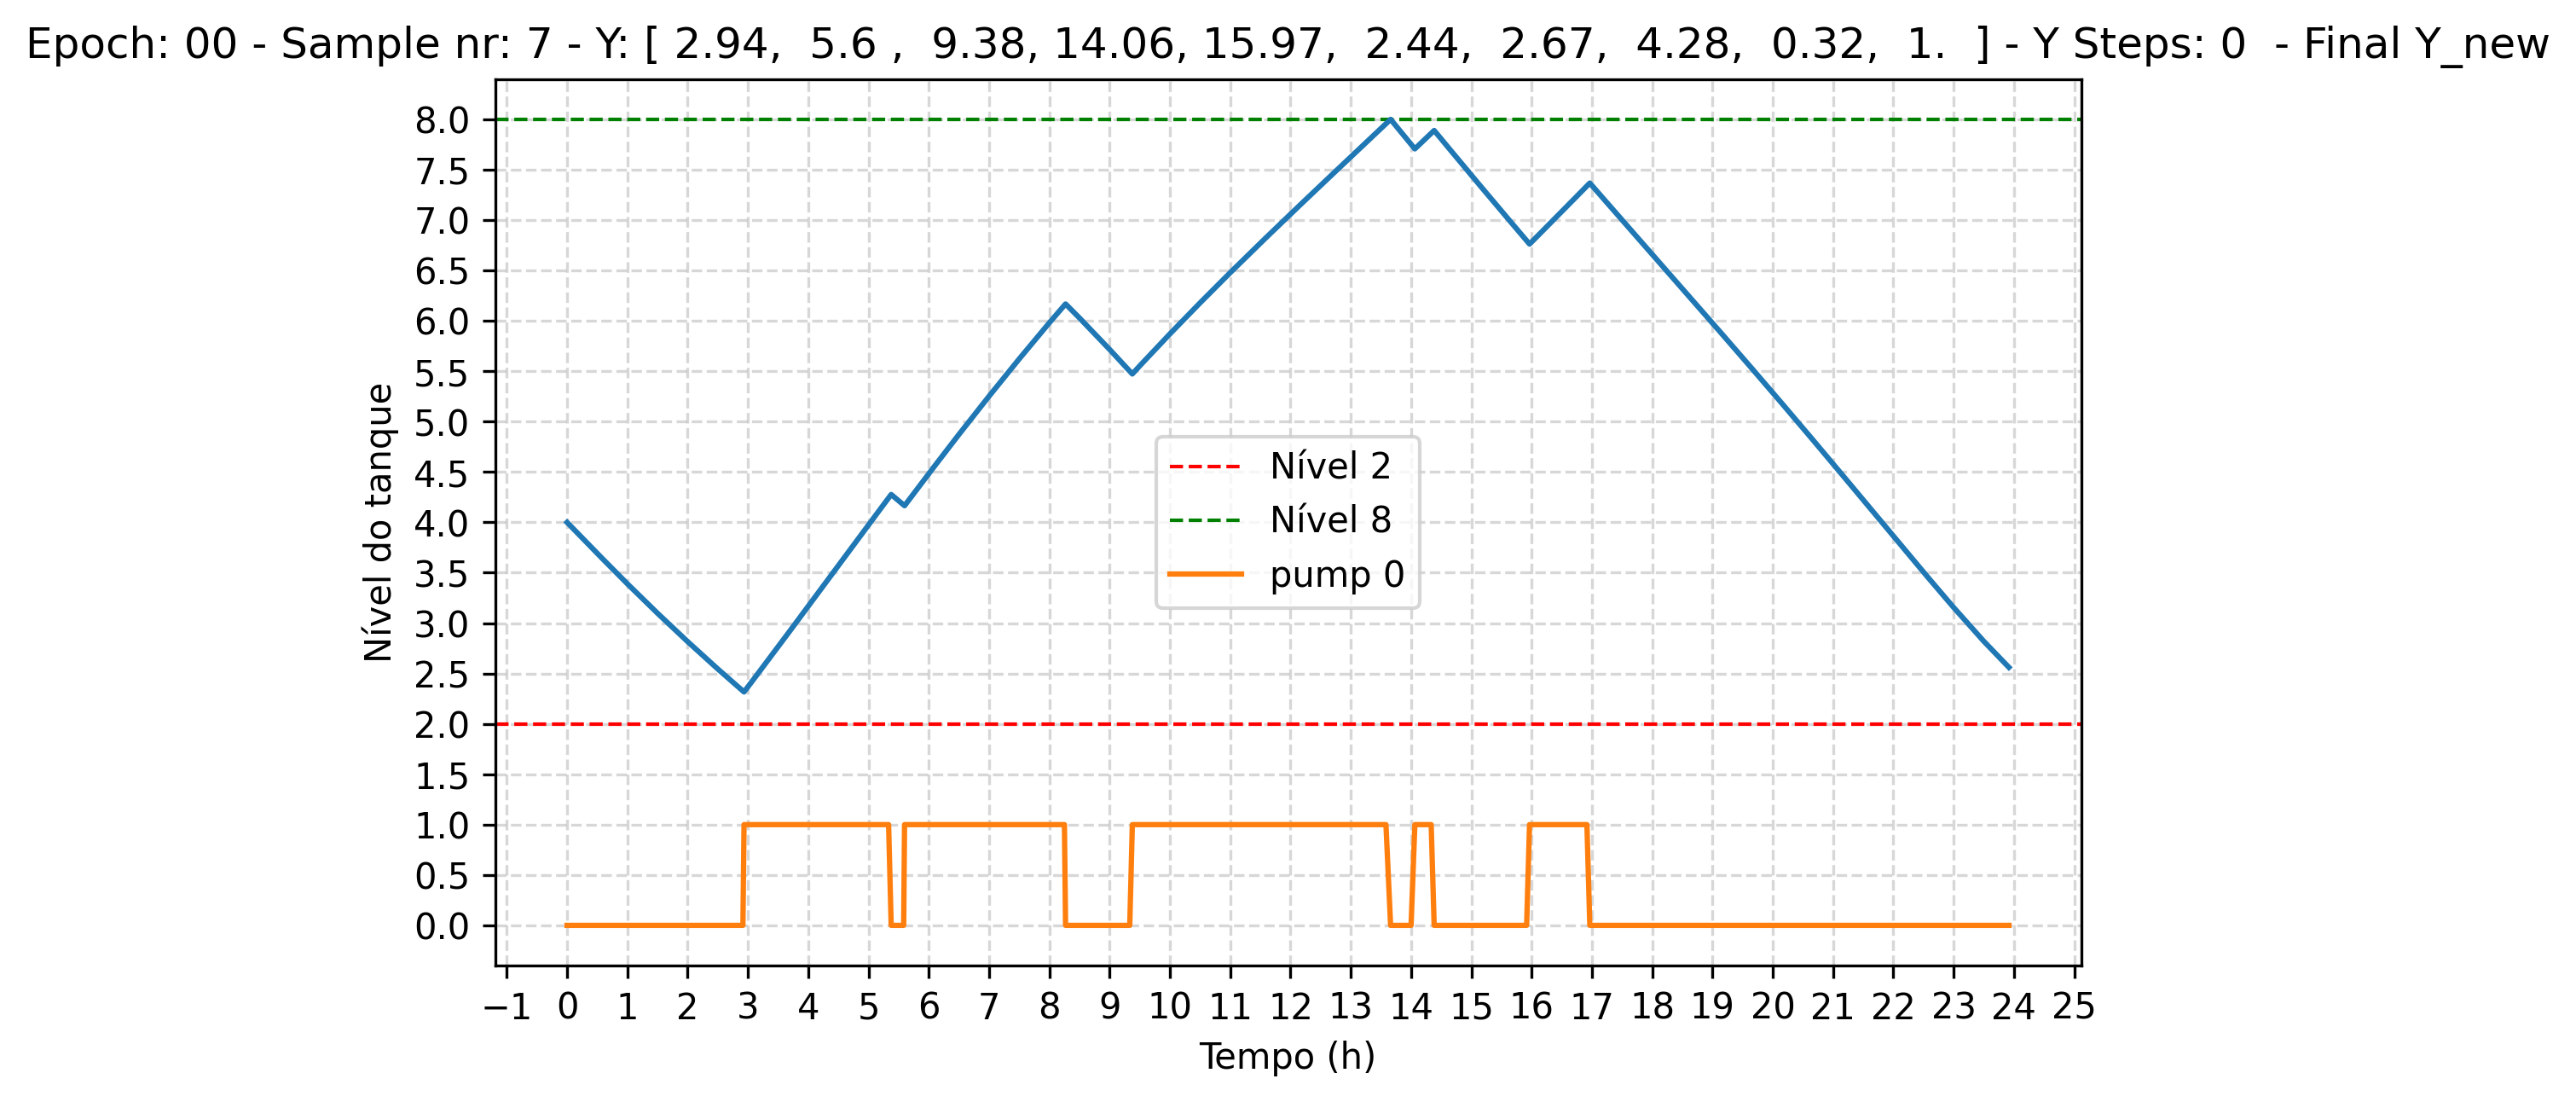 Epoch: 00 - Sample nr: 7 - Y: [ 2.94,  5.6 ,  9.38, 14.06, 15.97,  2.44,  2.67,  4.28,  0.32,  1.  ] - Y Steps: 0  - Final Y_new
8.0
7.5
7.0
6.5
6.0
5.5
5.0
4.5
4.0
3.5
3.0
2.5
2.0
1.5
1.0
0.5
0.0
Nível do tanque
Nível 2
Nível 8
pump 0
−1 0 1 2 3 4 5 6 7 8 9 10 11 12 13 14 15 16 17 18 19 20 21 22 23 24 25
Tempo (h)